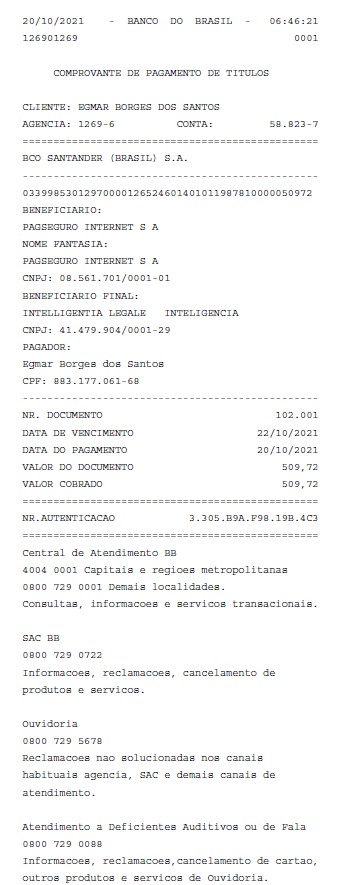 20/10/2021 - BANCO DO BRASIL - 06:46:21
126901269 0001
COMPROVANTE DE PAGAMENTO DE TITULOS
CLIENTE: EGMAR BORGES DOS SANTOS
AGENCIA: 1269-6 CONTA: 58.823-7
================================================
BCO SANTANDER (BRASIL) S.A.
------------------------------------------------
03399853012970000126524601401011987810000050972
BENEFICIARIO:
PAGSEGURO INTERNET S A
NOME FANTASIA:
PAGSEGURO INTERNET S A
CNPJ: 08.561.701/0001-01
BENEFICIARIO FINAL:
INTELLIGENTIA LEGALE INTELIGENCIA
CNPJ: 41.479.904/0001-29
PAGADOR:
Egmar Borges dos Santos
CPF: 883.177.061-68
------------------------------------------------
NR. DOCUMENTO 102.001
DATA DE VENCIMENTO 22/10/2021
DATA DO PAGAMENTO 20/10/2021
VALOR DO DOCUMENTO 509,72
VALOR COBRADO 509,72
================================================
NR.AUTENTICACAO 3.305.B9A.F98.19B.4C3
================================================
Central de Atendimento BB
4004 0001 Capitais e regioes metropolitanas
0800 729 0001 Demais localidades.
Consultas, informacoes e servicos transacionais.
SAC BB
0800 729 0722
Informacoes, reclamacoes, cancelamento de
produtos e servicos.
Ouvidoria
0800 729 5678
Reclamacoes nao solucionadas nos canais
habituais agencia, SAC e demais canais de
atendimento.
Atendimento a Deficientes Auditivos ou de Fala
0800 729 0088
Informacoes, reclamacoes,cancelamento de cartao,
outros produtos e servicos de Ouvidoria.